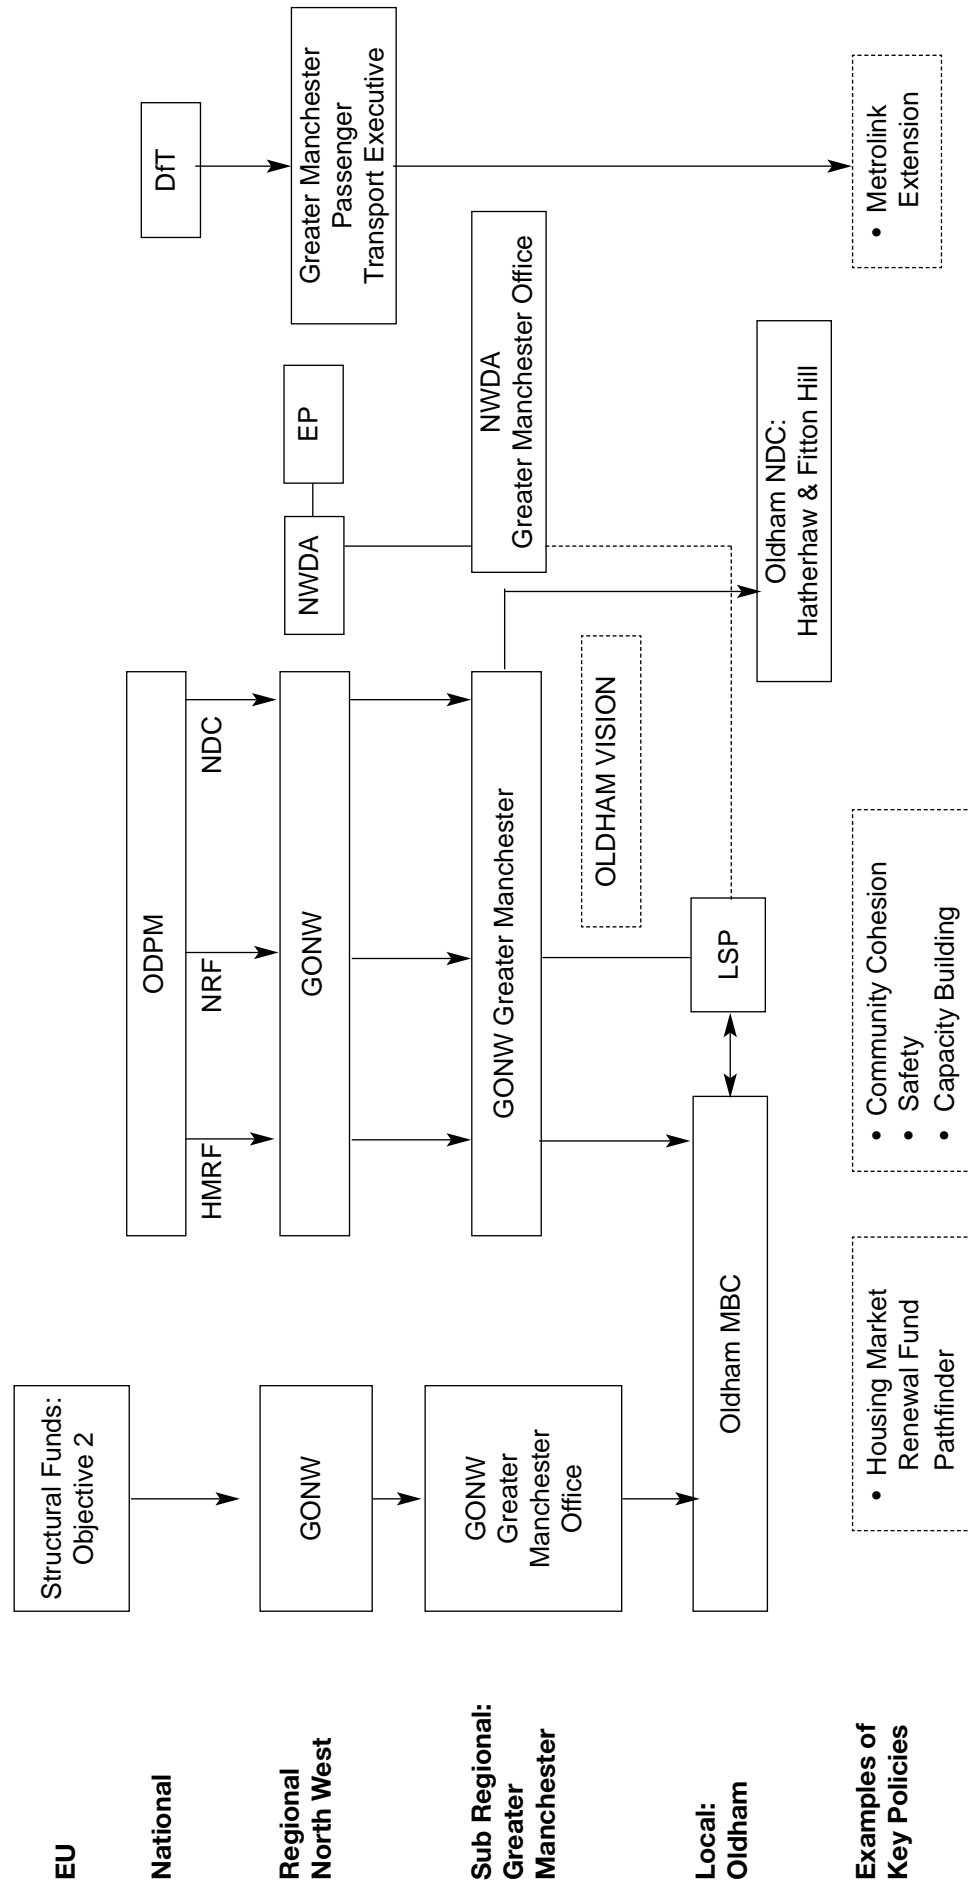 EU
Structural Funds:
Objective 2
National
ODPM
DfT
HMRF
NRF
NDC
Regional
North West
GONW
GONW
NWDA
EP
Greater Manchester
Passenger
Transport Executive
Sub Regional:
Greater
Manchester
GONW
Greater
Manchester
Office
GONW Greater Manchester
NWDA
Greater Manchester Office
OLDHAM VISION
Local:
Oldham
Oldham MBC
LSP
Oldham NDC:
Hatherhaw & Fitton Hill
Examples of
Key Policies
• Housing Market
Renewal Fund
Pathfinder
• Community Cohesion
• Safety
• Capacity Building
• Metrolink
Extension